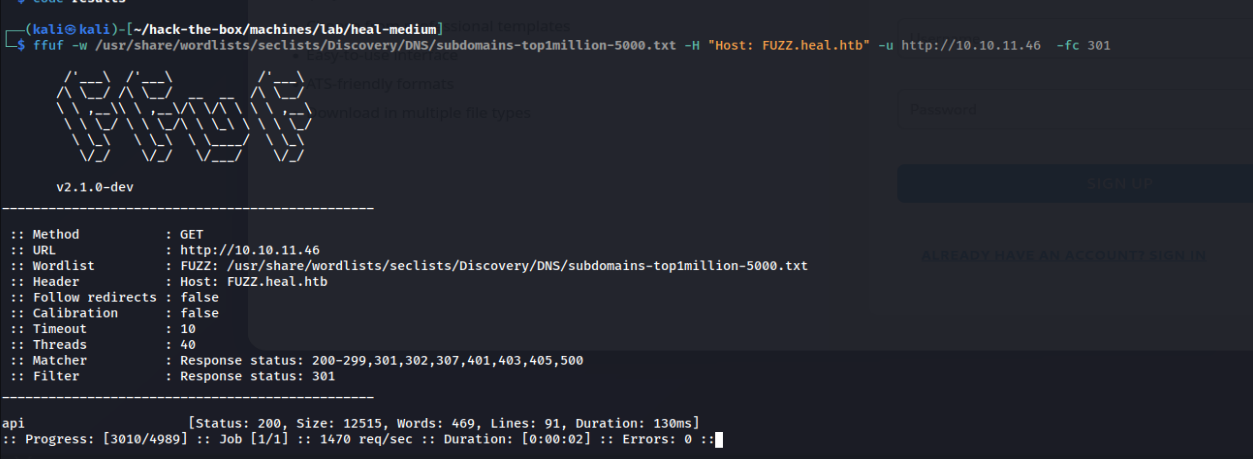 code results
┌──(kali㉿kali)-[~/hack-the-box/machines/lab/heal-medium]
└─$ ffuf -w /usr/share/wordlists/seclists/Discovery/DNS/subdomains-top1million-5000.txt -H "Host: FUZZ.heal.htb" -u http://10.10.11.46  -fc 301
professional templates
Easy-to-use interface
ATS-friendly formats
Download in multiple file types
Password
SIGN UP
ALREADY HAVE AN ACCOUNT? SIGN IN
        /'___\  /'___\           /'___\
       /\ \__/ /\ \__/  __  __  /\ \__/
       \ \ ,__\\ \ ,__\/\ \/\ \ \ \ ,__\
        \ \ \_/ \ \ \_/\ \ \_\ \ \ \ \_/
         \ \_\   \ \_\  \ \____/  \ \_\
          \/_/    \/_/   \/___/    \/_/
v2.1.0-dev
________________________________________________
:: Method           : GET
:: URL              : http://10.10.11.46
:: Wordlist         : FUZZ: /usr/share/wordlists/seclists/Discovery/DNS/subdomains-top1million-5000.txt
:: Header           : Host: FUZZ.heal.htb
:: Follow redirects : false
:: Calibration      : false
:: Timeout          : 10
:: Threads          : 40
:: Matcher          : Response status: 200-299,301,302,307,401,403,405,500
:: Filter           : Response status: 301
________________________________________________
api                     [Status: 200, Size: 12515, Words: 469, Lines: 91, Duration: 130ms]
:: Progress: [3010/4989] :: Job [1/1] :: 1470 req/sec :: Duration: [0:00:02] :: Errors: 0 ::